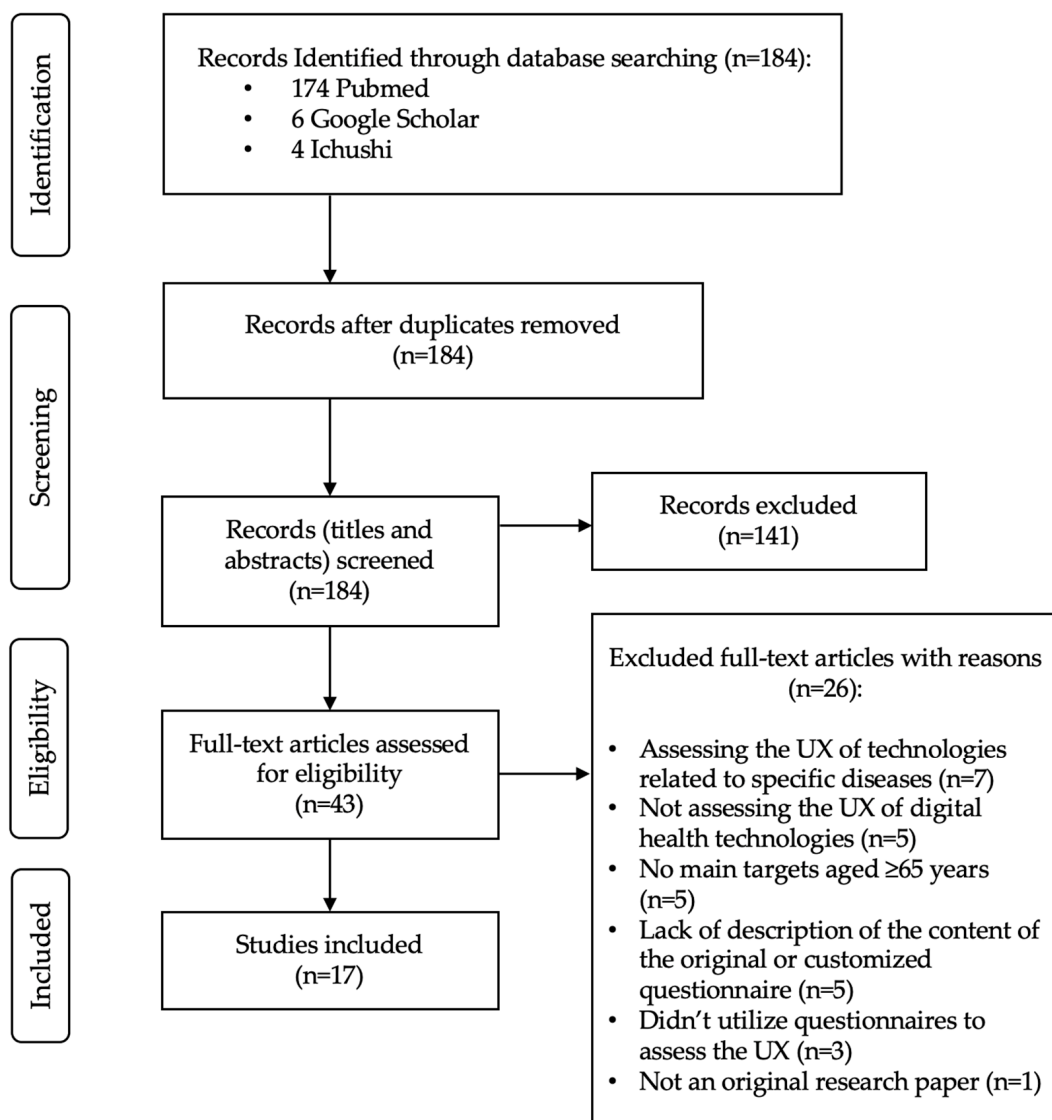 Identification
Records Identified through database searching (n=184):
• 174 Pubmed
• 6 Google Scholar
• 4 Ichushi
Screening
Records after duplicates removed
(n=184)
Records (titles and
abstracts) screened
(n=184)
Records excluded
(n=141)
Eligibility
Full-text articles assessed
for eligibility
(n=43)
Excluded full-text articles with reasons
(n=26):
• Assessing the UX of technologies
related to specific diseases (n=7)
• Not assessing the UX of digital
health technologies (n=5)
• No main targets aged ≥65 years
(n=5)
• Lack of description of the content of
the original or customized
questionnaire (n=5)
• Didn’t utilize questionnaires to
assess the UX (n=3)
• Not an original research paper (n=1)
Included
Studies included
(n=17)